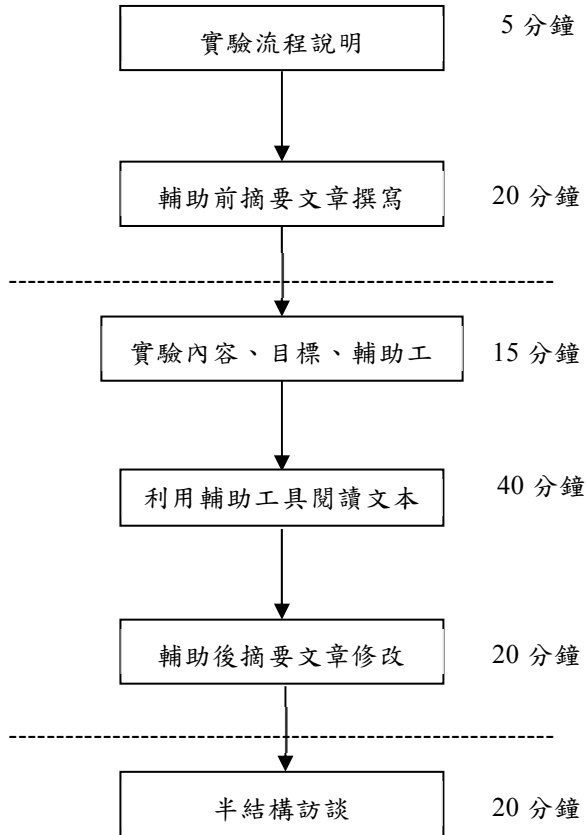 實驗流程說明 5 分鐘
輔助前摘要文章撰寫 20 分鐘
實驗內容、目標、輔助工 15 分鐘
利用輔助工具閱讀文本 40 分鐘
輔助後摘要文章修改 20 分鐘
半結構訪談 20 分鐘